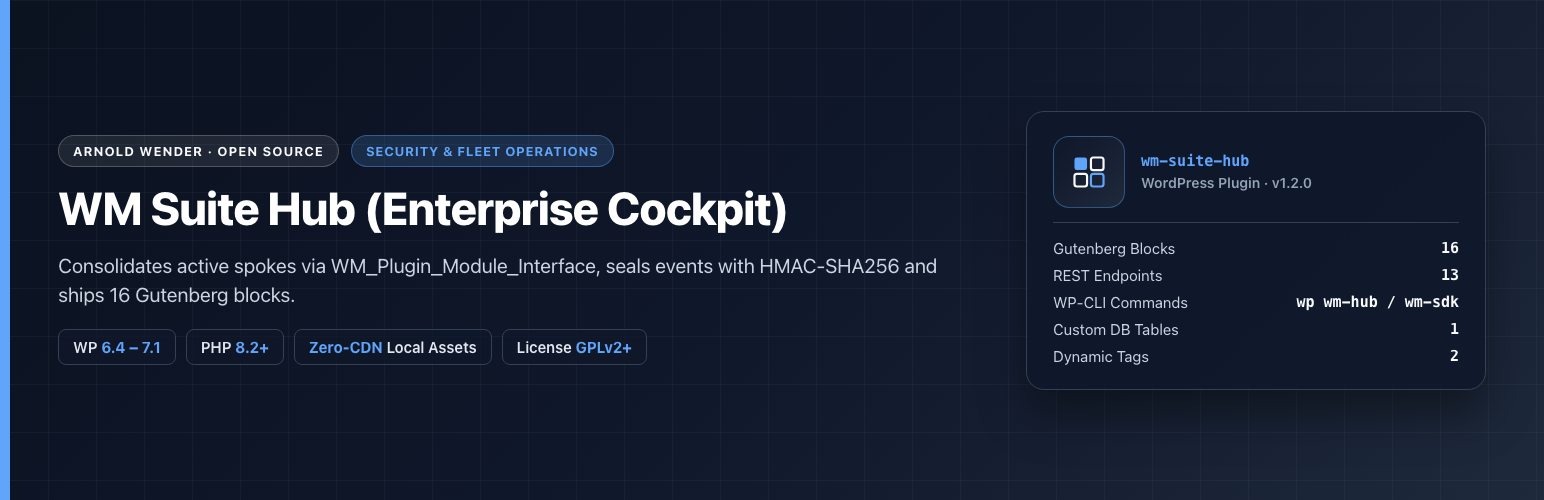 ARNOLD WENDER · OPEN SOURCE
SECURITY & FLEET OPERATIONS
WM Suite Hub (Enterprise Cockpit)
Consolidates active spokes via WM_Plugin_Module_Interface, seals events with HMAC-SHA256 and
ships 16 Gutenberg blocks.
WP 6.4 – 7.1
PHP 8.2+
Zero-CDN Local Assets
License GPLv2+
wm-suite-hub
WordPress Plugin · v1.2.0
Gutenberg Blocks 16
REST Endpoints 13
WP-CLI Commands wp wm-hub / wm-sdk
Custom DB Tables 1
Dynamic Tags 2